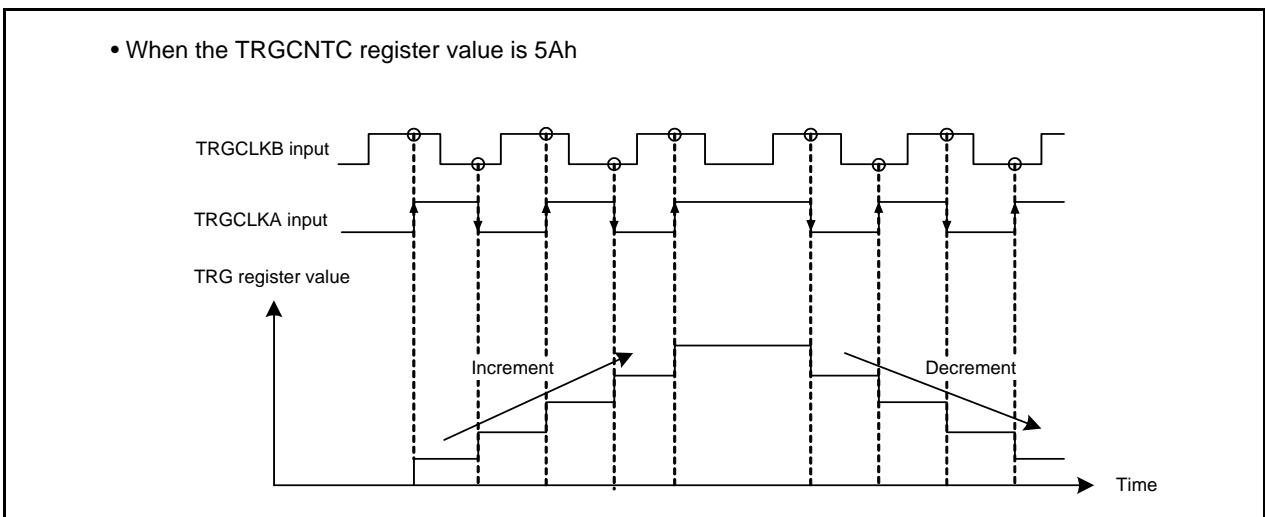 • When the TRGCNTC register value is 5Ah
TRGCLKB input
TRGCLKA input
TRG register value
Increment
Decrement
Time